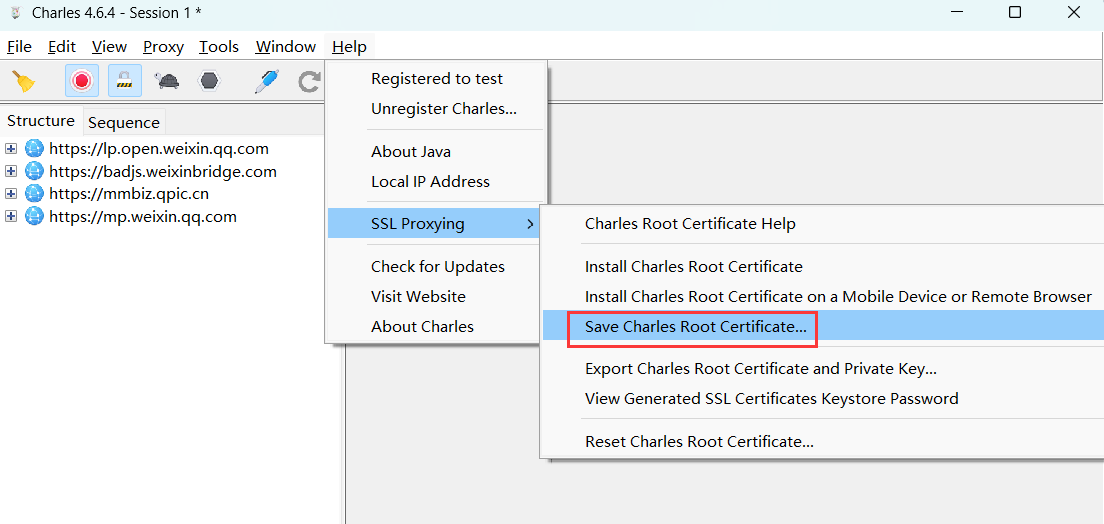 Charles 4.6.4 - Session 1 *
File Edit View Proxy Tools Window Help
Structure Sequence
https://lp.open.weixin.qq.com
https://badjs.weixinbridge.com
https://mmbiz.qpic.cn
https://mp.weixin.qq.com
Registered to test
Unregister Charles...
About Java
Local IP Address
SSL Proxying
Check for Updates
Visit Website
About Charles
Charles Root Certificate Help
Install Charles Root Certificate
Install Charles Root Certificate on a Mobile Device or Remote Browser
Save Charles Root Certificate...
Export Charles Root Certificate and Private Key...
View Generated SSL Certificates Keystore Password
Reset Charles Root Certificate...